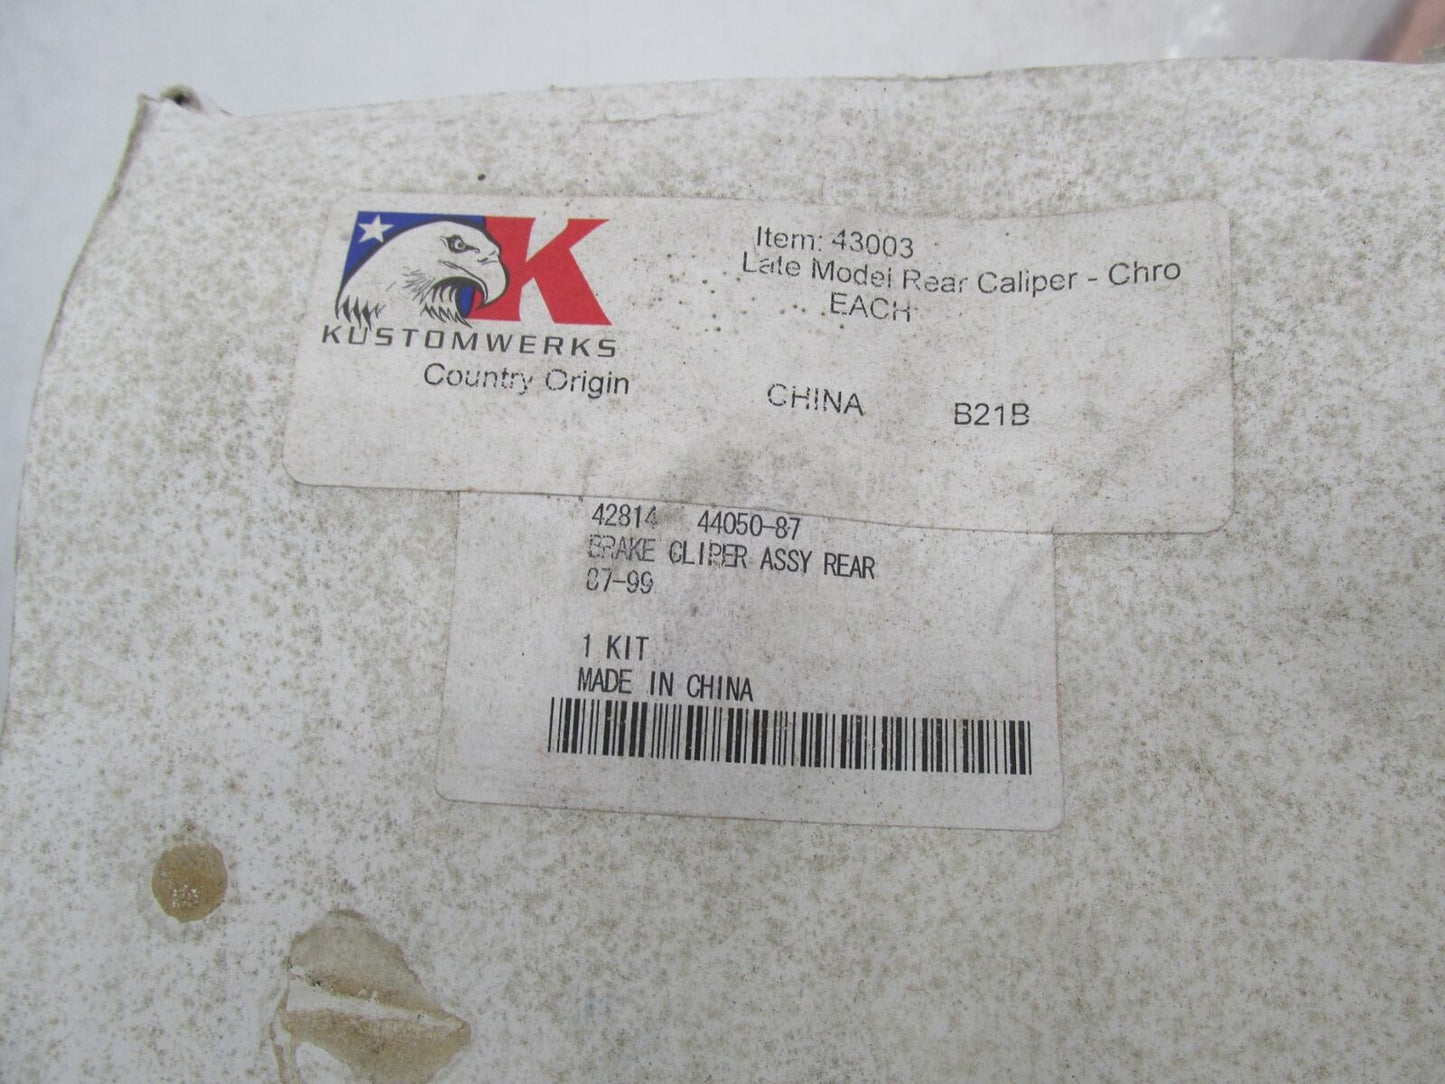 K
KUSTOMWERKS
Item: 43003
Late Model Rear Caliper - Chro
EACH
Country Origin CHINA B21B
42814 44050-87
BRAKE CLIPER ASSY REAR
87-99
1 KIT
MADE IN CHINA